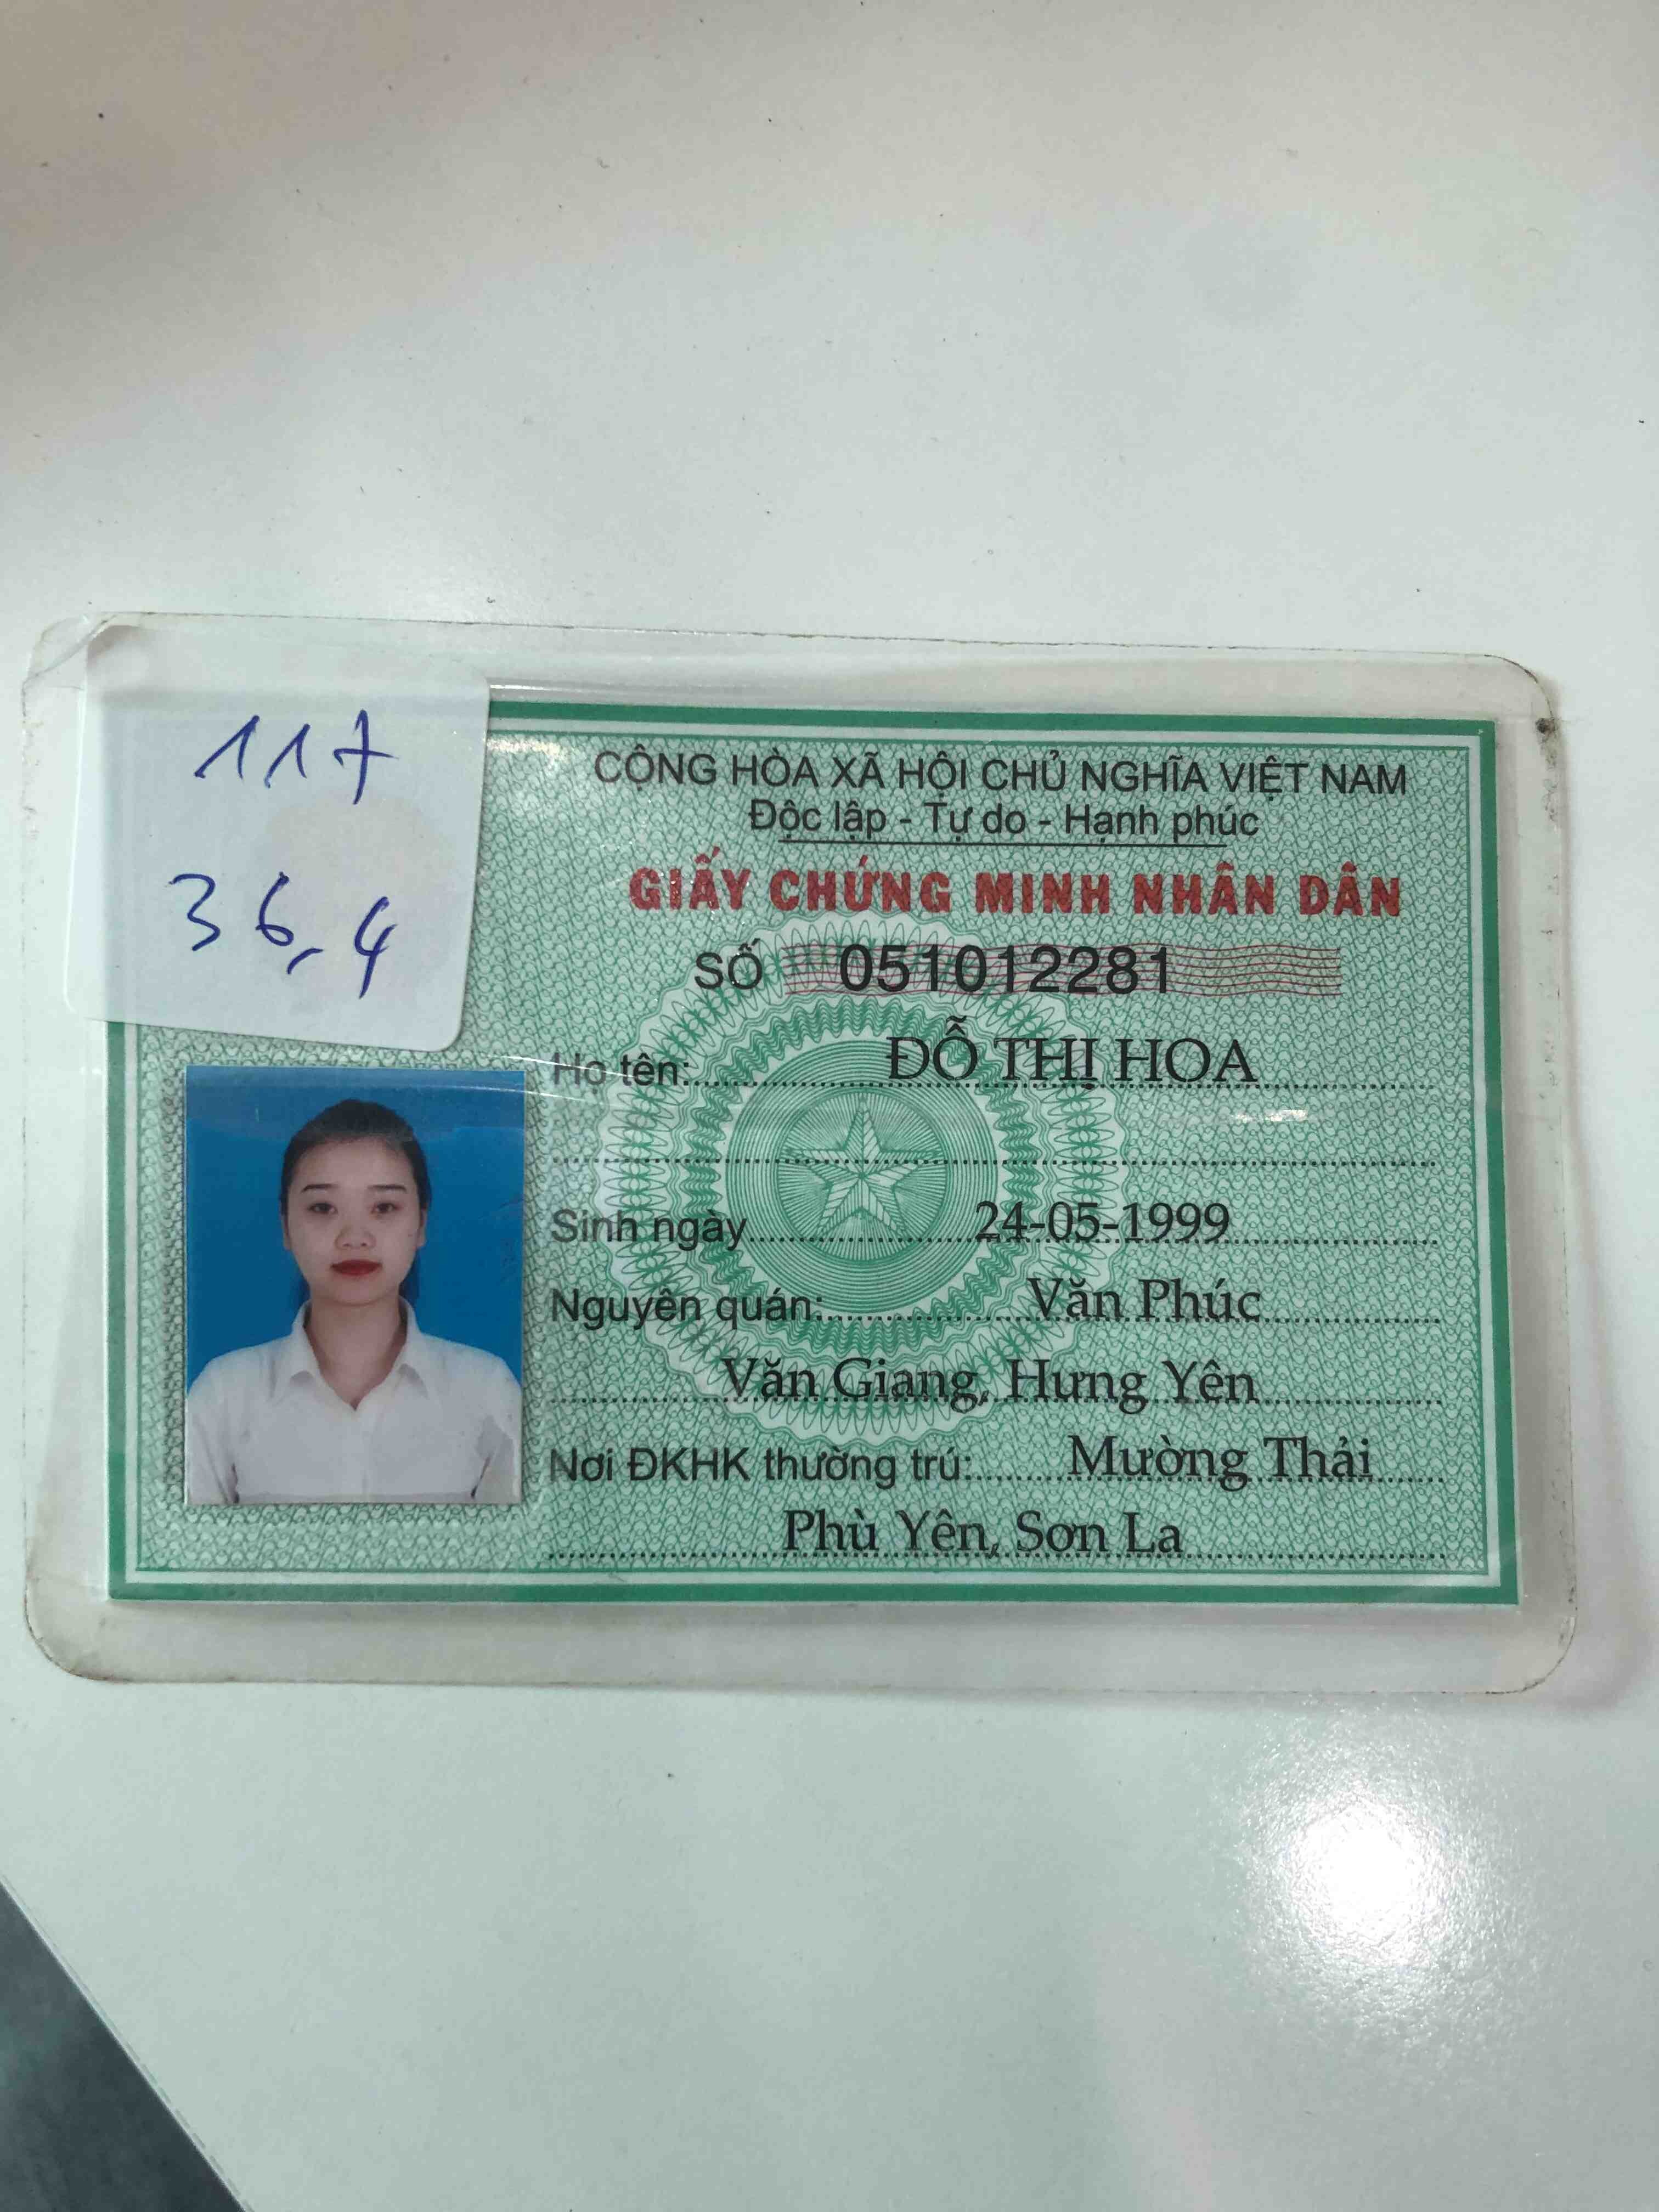 117
36,4
CỘNG HÒA XÃ HỘI CHỦ NGHĨA VIỆT NAM
Độc lập - Tự do - Hạnh phúc
GIẤY CHỨNG MINH NHÂN DÂN
SỐ 051012281
Họ tên: ĐỖ THỊ HOA
Sinh ngày 24-05-1999
Nguyên quán: Văn Phúc
Văn Giang, Hưng Yên
Nơi ĐKHK thường trú: Mường Thải
Phù Yên, Sơn La